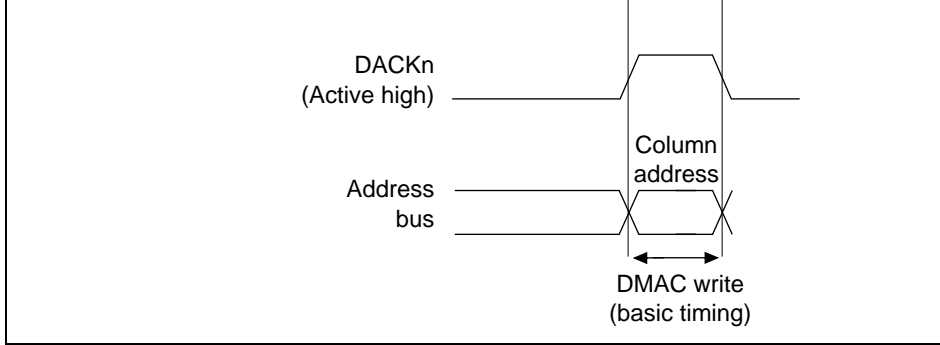 DACKn
(Active high)
Column
address
Address
bus
DMAC write
(basic timing)